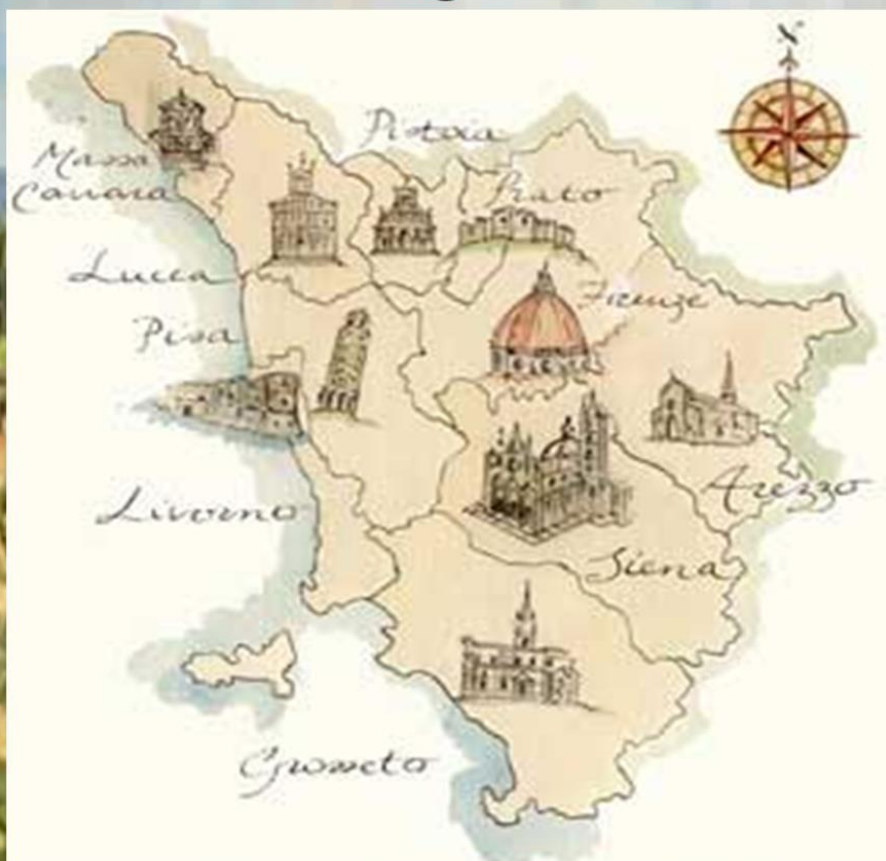 N
Pistoia
Massa
Carrara
Prato
Lucca
Firenze
Pisa
Arezzo
Livorno
Siena
Grosseto